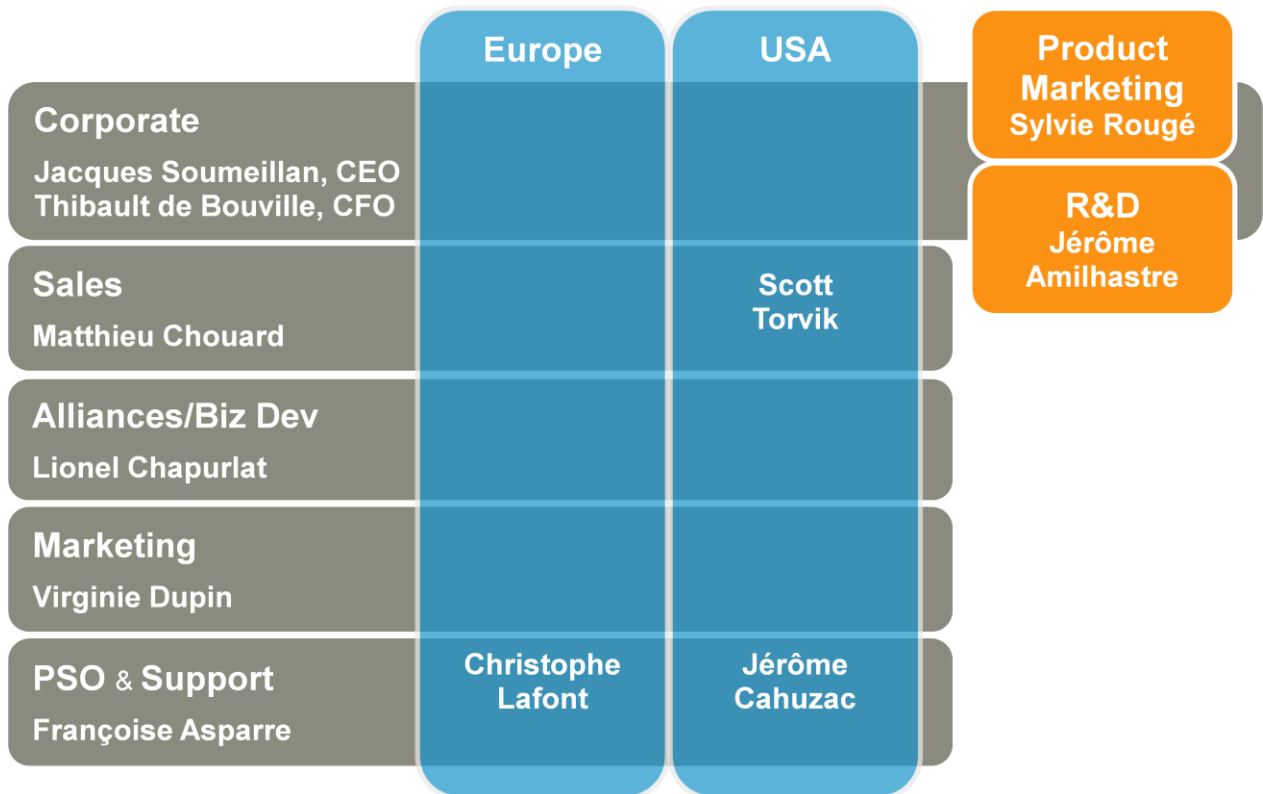 Europe
USA
Product
Marketing
Sylvie Rougé
Corporate
Jacques Soumeillan, CEO
Thibault de Bouville, CFO
R&D
Jérôme
Amilhastre
Sales
Matthieu Chouard
Scott
Torvik
Alliances/Biz Dev
Lionel Chapurlat
Marketing
Virginie Dupin
PSO & Support
Françoise Asparre
Christophe
Lafont
Jérôme
Cahuzac